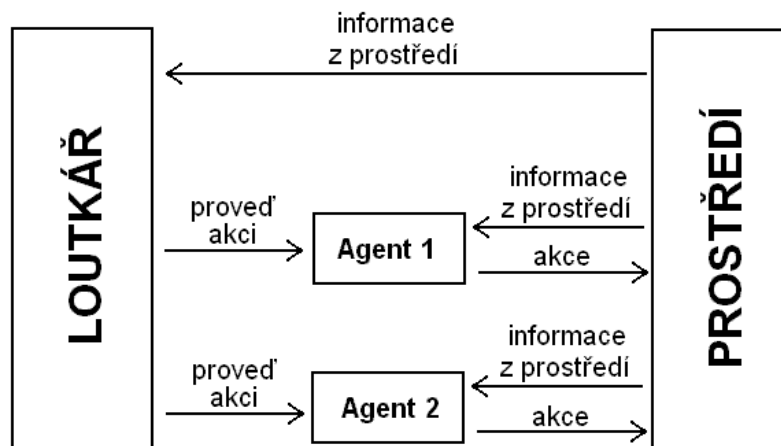 informace
z prostředí
LOUTKÁŘ
PROSTŘEDÍ
informace
z prostředí
proveď
akci
Agent 1
akce
informace
z prostředí
proveď
akci
Agent 2
akce